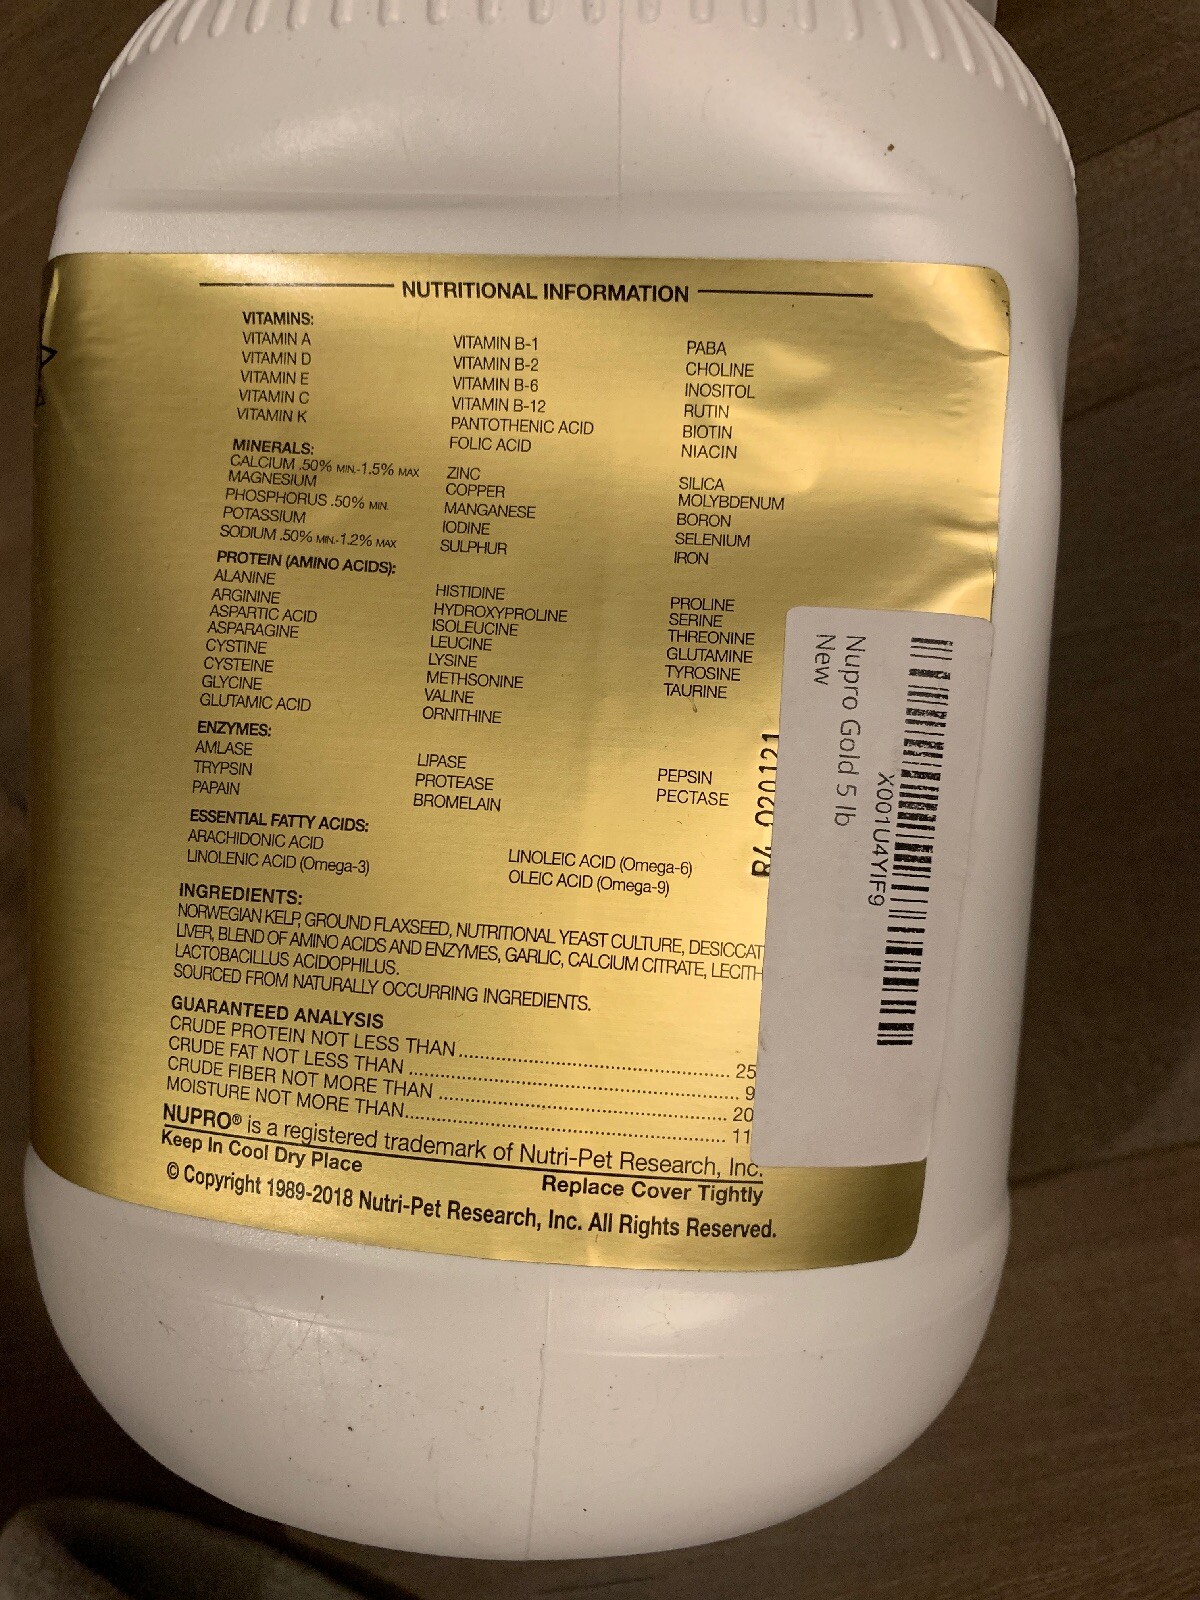 NUTRITIONAL INFORMATION
VITAMINS:
VITAMIN A
VITAMIN D
VITAMIN E
VITAMIN C
VITAMIN K
VITAMIN B-1
VITAMIN B-2
VITAMIN B-6
VITAMIN B-12
PANTOTHENIC ACID
FOLIC ACID
PABA
CHOLINE
INOSITOL
RUTIN
BIOTIN
NIACIN
MINERALS:
CALCIUM .50% MIN.-1.5% MAX
MAGNESIUM
PHOSPHORUS .50% MIN.
POTASSIUM
SODIUM .50% MIN.-1.2% MAX
ZINC
COPPER
MANGANESE
IODINE
SULPHUR
SILICA
MOLYBDENUM
BORON
SELENIUM
IRON
PROTEIN (AMINO ACIDS):
ALANINE
ARGININE
ASPARTIC ACID
ASPARAGINE
CYSTINE
CYSTEINE
GLYCINE
GLUTAMIC ACID
HISTIDINE
HYDROXYPROLINE
ISOLEUCINE
LEUCINE
LYSINE
METHSONINE
VALINE
ORNITHINE
PROLINE
SERINE
THREONINE
GLUTAMINE
TYROSINE
TAURINE
ENZYMES:
AMLASE
TRYPSIN
PAPAIN
LIPASE
PROTEASE
BROMELAIN
PEPSIN
PECTASE
ESSENTIAL FATTY ACIDS:
ARACHIDONIC ACID
LINOLENIC ACID (Omega-3)
LINOLEIC ACID (Omega-6)
OLEIC ACID (Omega-9)
INGREDIENTS:
NORWEGIAN KELP, GROUND FLAXSEED, NUTRITIONAL YEAST CULTURE, DESICCAT
LIVER, BLEND OF AMINO ACIDS AND ENZYMES, GARLIC, CALCIUM CITRATE, LECITH
LACTOBACILLUS ACIDOPHILUS.
SOURCED FROM NATURALLY OCCURRING INGREDIENTS.
GUARANTEED ANALYSIS
CRUDE PROTEIN NOT LESS THAN .......... 25
CRUDE FAT NOT LESS THAN .......... 9
CRUDE FIBER NOT MORE THAN .......... 20
MOISTURE NOT MORE THAN .......... 11
NUPRO® is a registered trademark of Nutri-Pet Research, Inc.
Keep In Cool Dry Place Replace Cover Tightly
© Copyright 1989-2018 Nutri-Pet Research, Inc. All Rights Reserved.
020121
X001U4YIF9
Nupro Gold 5 lb
New